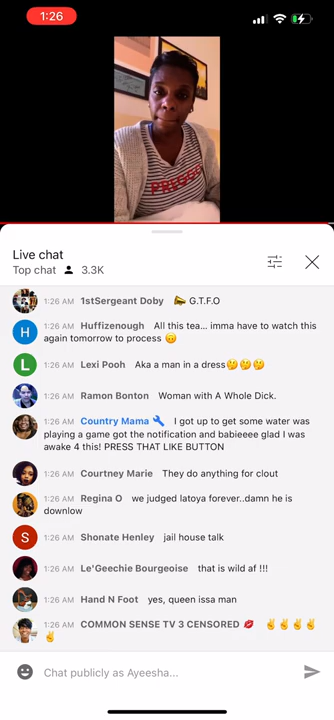 1:26
Live chat
Top chat 3.3K
1:26 AM 1stSergeant Doby 📣 G.T.F.O
H
1:26 AM Huffizenough All this tea... imma have to watch this
again tomorrow to process 🙃
L
1:26 AM Lexi Pooh Aka a man in a dress🤔🤔🤔
1:26 AM Ramon Bonton Woman with A Whole Dick.
1:26 AM Country Mama 🔧 I got up to get some water was
playing a game got the notification and babieeee glad I was
awake 4 this! PRESS THAT LIKE BUTTON
1:26 AM Courtney Marie They do anything for clout
1:26 AM Regina O we judged latoya forever..damn he is
downlow
S
1:26 AM Shonate Henley jail house talk
1:26 AM Le'Geechie Bourgeoise that is wild af !!!
1:26 AM Hand N Foot yes, queen issa man
1:26 AM COMMON SENSE TV 3 CENSORED 💋 ✌️✌️✌️✌️
✌️
Chat publicly as Ayeesha...